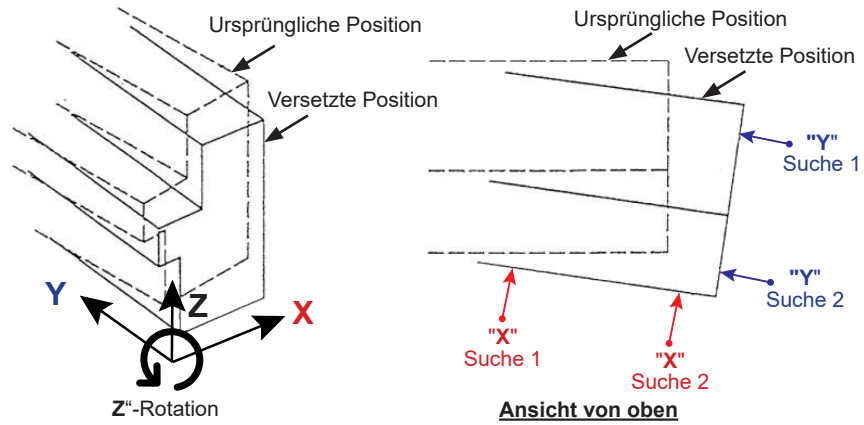 Ursprüngliche Position
Versetzte Position
Y
Z
X
Z“-Rotation
Ursprüngliche Position
Versetzte Position
"Y"
Suche 1
"Y"
Suche 2
"X"
Suche 1
"X"
Suche 2
Ansicht von oben